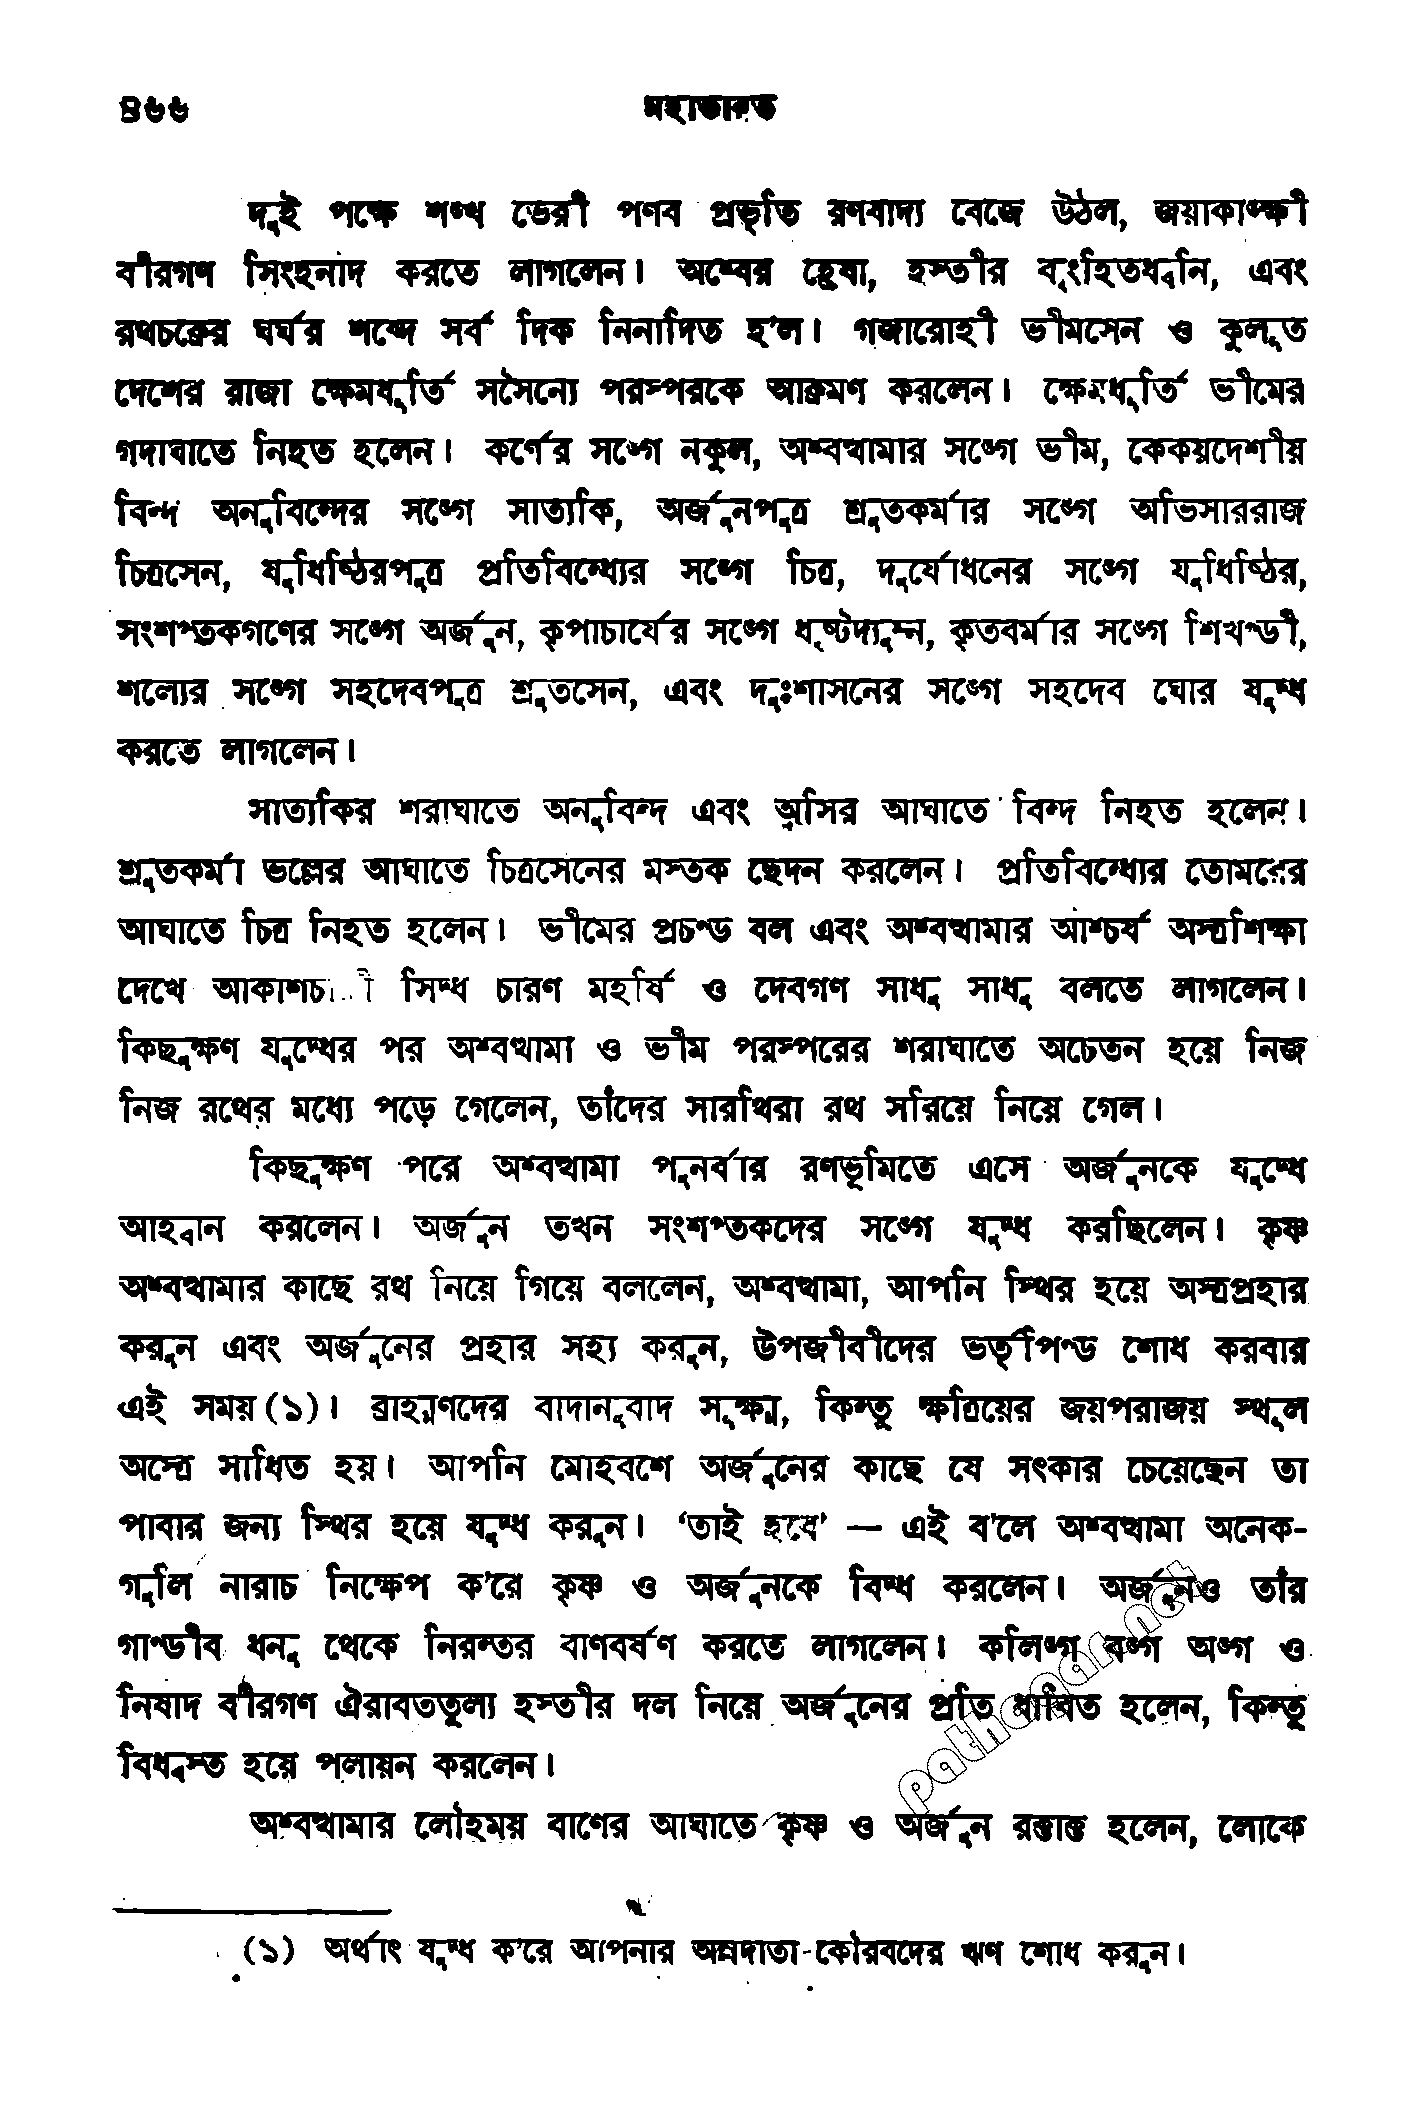 ৪৬৬ মহাভারত
দুই পক্ষে শঙ্খ ভেরী পণব প্রভৃতি রণবাদ্য বেজে উঠল, জয়াকাঙ্ক্ষী
বীরগণ সিংহনাদ করতে লাগলেন। অশ্বের হ্রেষা, হস্তীর বৃংহিতধ্বনি, এবং
রথচক্রের ঘর্ঘর শব্দে সর্ব দিক নিনাদিত হ'ল। গজারোহী ভীমসেন ও কুলূত
দেশের রাজা ক্ষেমধূর্তি সসৈন্যে পরস্পরকে আক্রমণ করলেন। ক্ষেমধূর্তি ভীমের
গদাঘাতে নিহত হলেন। কর্ণের সঙ্গে নকুল, অশ্বত্থামার সঙ্গে ভীম, কেকয়দেশীয়
বিন্দ অনুবিন্দের সঙ্গে সাত্যকি, অর্জুনপুত্র শ্রুতকর্মার সঙ্গে অভিসাররাজ
চিত্রসেন, যুধিষ্ঠিরপুত্র প্রতিবিন্ধ্যের সঙ্গে চিত্র, দুর্যোধনের সঙ্গে যুধিষ্ঠির,
সংশপ্তকগণের সঙ্গে অর্জুন, কৃপাচার্যের সঙ্গে ধৃষ্টদ্যুম্ন, কৃতবর্মার সঙ্গে শিখণ্ডী,
শল্যের সঙ্গে সহদেবপুত্র শ্রুতসেন, এবং দুঃশাসনের সঙ্গে সহদেব ঘোর যুদ্ধ
করতে লাগলেন।
সাত্যকির শরাঘাতে অনুবিন্দ এবং অসির আঘাতে বিন্দ নিহত হলেন।
শ্রুতকর্মা ভল্লের আঘাতে চিত্রসেনের মস্তক ছেদন করলেন। প্রতিবিন্ধ্যের তোমরের
আঘাতে চিত্র নিহত হলেন। ভীমের প্রচণ্ড বল এবং অশ্বত্থামার আশ্চর্য অস্ত্রশিক্ষা
দেখে সিদ্ধ চারণ মহর্ষি ও দেবগণ সাধু সাধু বলতে লাগলেন।
কিছুক্ষণ যুদ্ধের পর অশ্বত্থামা ও ভীম পরস্পরের শরাঘাতে অচেতন হয়ে নিজ
নিজ রথের মধ্যে পড়ে গেলেন, তাঁদের সারথিরা রথ সরিয়ে নিয়ে গেল।
কিছুক্ষণ পরে অশ্বত্থামা পুনর্বার রণভূমিতে এসে অর্জুনকে যুদ্ধে
আহ্বান করলেন। অর্জুন তখন সংশপ্তকদের সঙ্গে যুদ্ধ করছিলেন। কৃষ্ণ
অশ্বত্থামার কাছে রথ নিয়ে গিয়ে বললেন, অশ্বত্থামা, আপনি স্থির হয়ে অস্ত্রপ্রহার
করুন এবং অর্জুনের প্রহার সহ্য করুন, উপজীবীদের ভর্তৃপিণ্ড শোধ করবার
এই সময়(১)। ব্রাহ্মণদের বাদানুবাদ সূক্ষ্ম, কিন্তু ক্ষত্রিয়ের জয়পরাজয় স্থূল
অস্ত্রে সাধিত হয়। আপনি মোহবশে অর্জুনের কাছে যে সৎকার চেয়েছেন তা
পাবার জন্য স্থির হয়ে যুদ্ধ করুন। ‘তাই হবে’ — এই ব'লে অশ্বত্থামা অনেক-
গুলি নারাচ নিক্ষেপ ক'রে কৃষ্ণ ও অর্জুনকে বিদ্ধ করলেন। অর্জুনও তাঁর
গাণ্ডীব ধনু থেকে নিরন্তর বাণবর্ষণ করতে লাগলেন। কলিঙ্গ বঙ্গ অঙ্গ ও
নিষাদ বীরগণ ঐরাবততুল্য হস্তীর দল নিয়ে অর্জুনের প্রতি ধাবিত হলেন, কিন্তু
বিধ্বস্ত হয়ে পলায়ন করলেন।
অশ্বত্থামার লৌহময় বাণের আঘাতে কৃষ্ণ ও অর্জুন রক্তাক্ত হলেন, লোকে
(১) অর্থাৎ যুদ্ধ ক'রে আপনার অন্নদাতা কৌরবদের ঋণ শোধ করুন।
pathagar.net